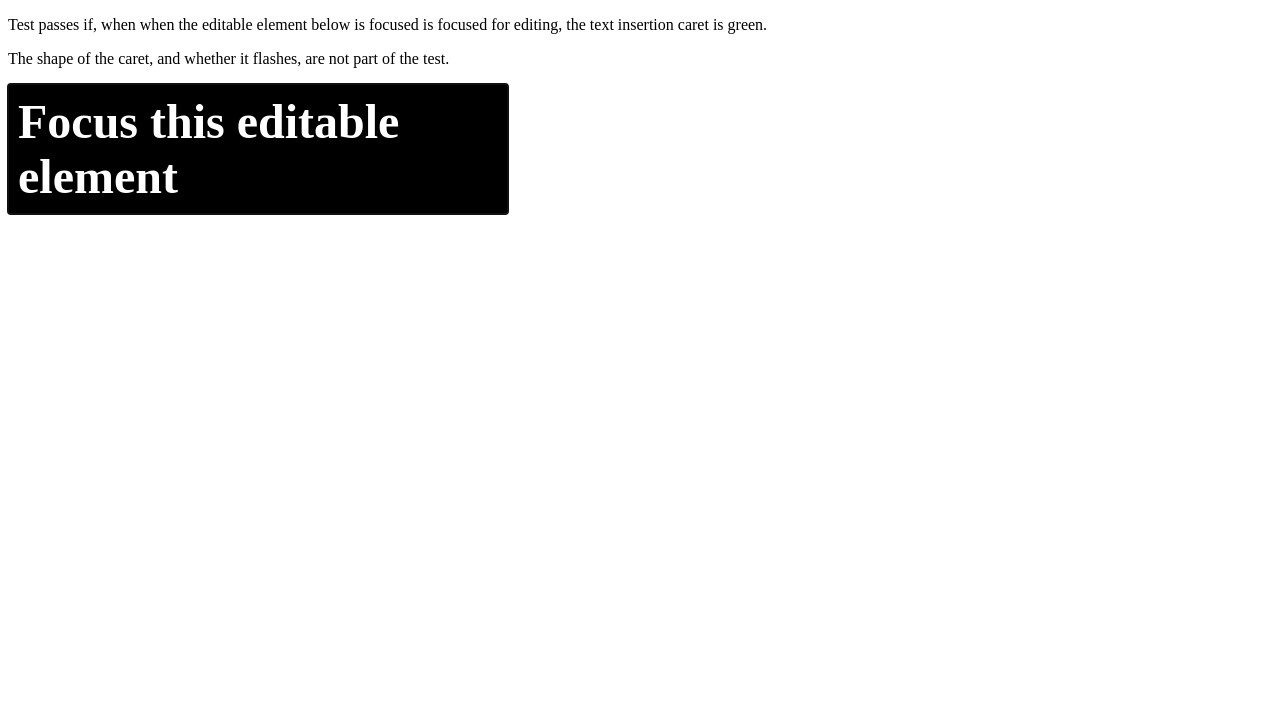 Test passes if, when when the editable element below is focused is focused for editing, the text insertion caret is green.
The shape of the caret, and whether it flashes, are not part of the test.
Focus this editable
element